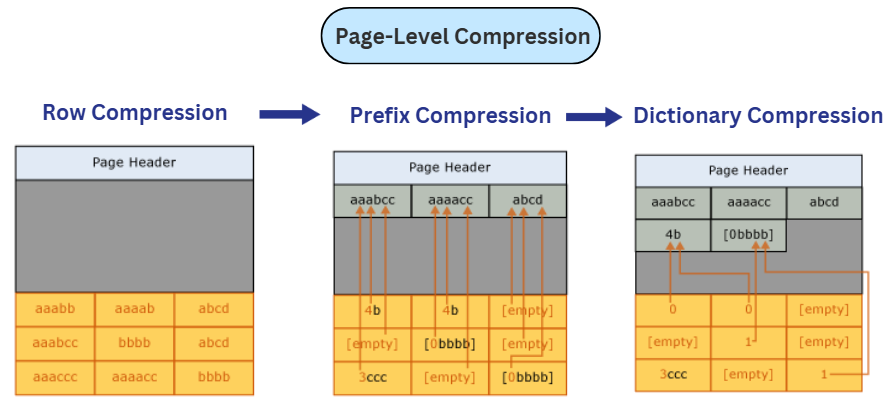 Page-Level Compression
Row Compression
Prefix Compression
Dictionary Compression
Page Header
aaabb aaaab abcd
aaabcc bbbb abcd
aaaccc aaaacc bbbb
Page Header
aaabcc aaaacc abcd
4b 4b [empty]
[empty] [0bbbb] [empty]
3ccc [empty] [0bbbb]
Page Header
aaabcc aaaacc abcd
4b [0bbbb]
0 0 [empty]
[empty] 1 [empty]
3ccc [empty] 1